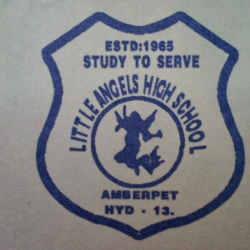 ESTD:1965
STUDY TO SERVE
LITTLE ANGELS HIGH SCHOOL
AMBERPET
HYD - 13.